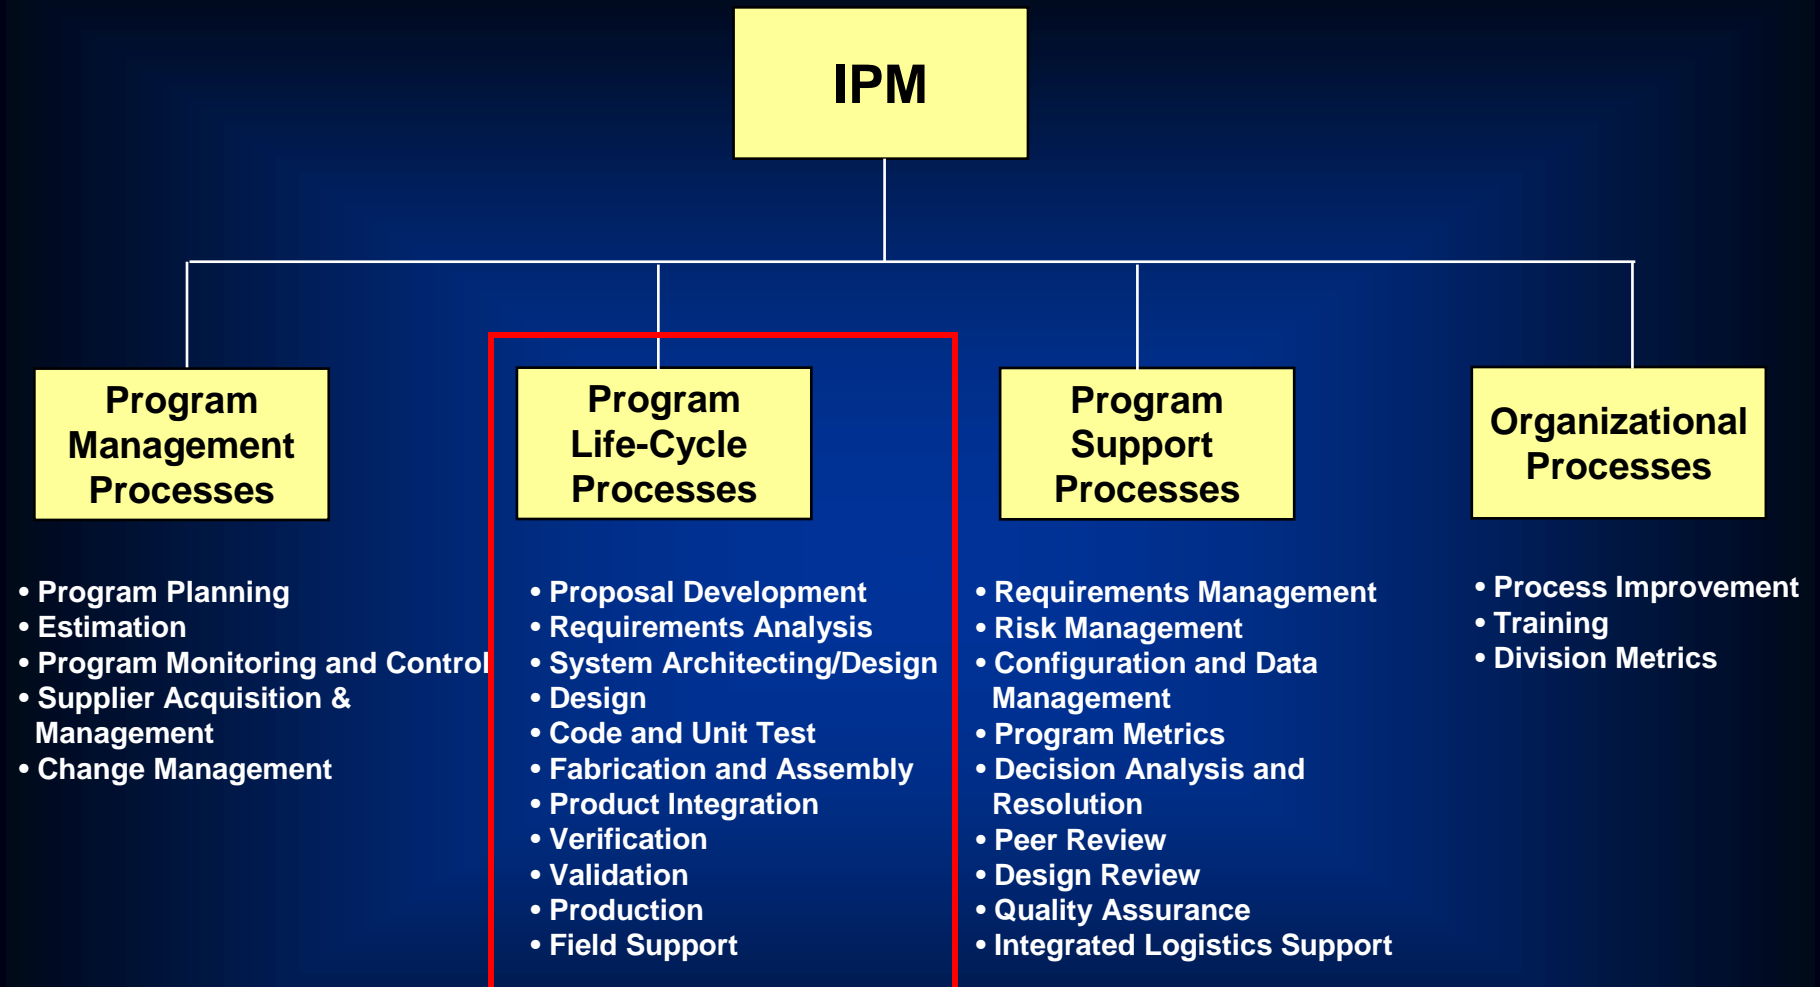 IPM
Program
Management
Processes
• Program Planning
• Estimation
• Program Monitoring and Control
• Supplier Acquisition &
Management
• Change Management
Program
Life-Cycle
Processes
• Proposal Development
• Requirements Analysis
• System Architecting/Design
• Design
• Code and Unit Test
• Fabrication and Assembly
• Product Integration
• Verification
• Validation
• Production
• Field Support
Program
Support
Processes
• Requirements Management
• Risk Management
• Configuration and Data
Management
• Program Metrics
• Decision Analysis and
Resolution
• Peer Review
• Design Review
• Quality Assurance
• Integrated Logistics Support
Organizational
Processes
• Process Improvement
• Training
• Division Metrics